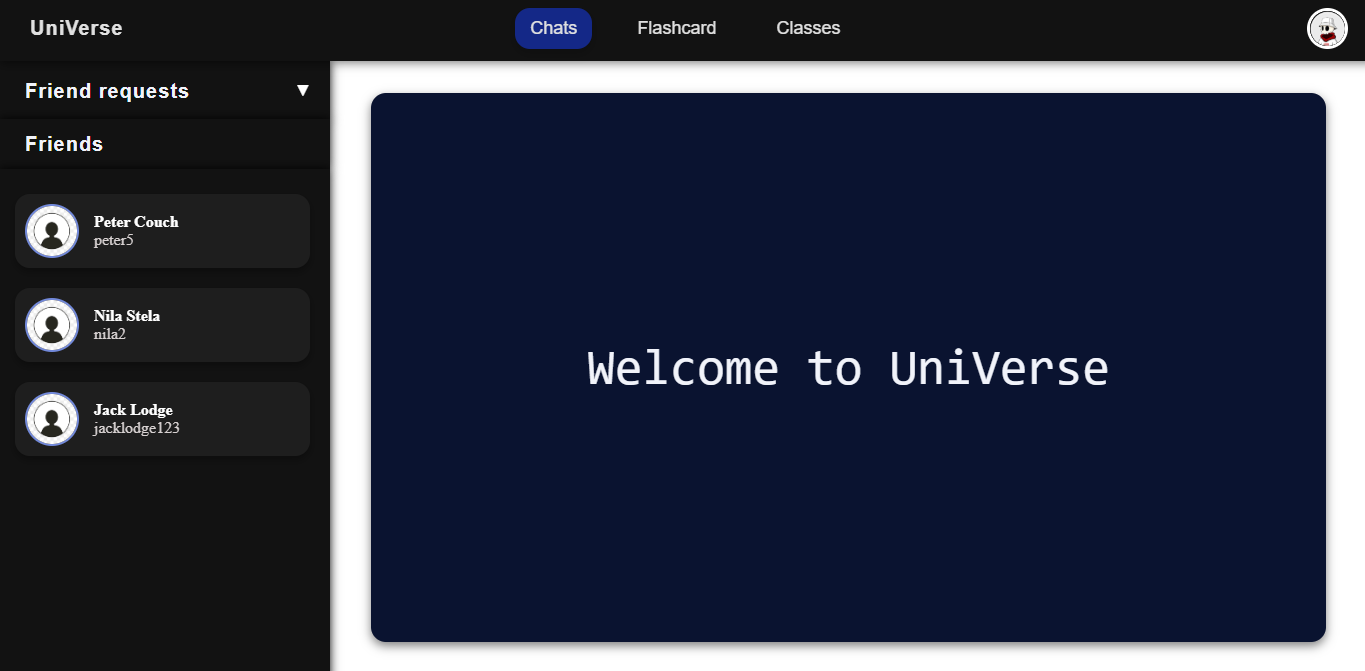 UniVerse
Chats
Flashcard
Classes
Friend requests ▼
Friends
Peter Couch
peter5
Nila Stela
nila2
Jack Lodge
jacklodge123
Welcome to UniVerse